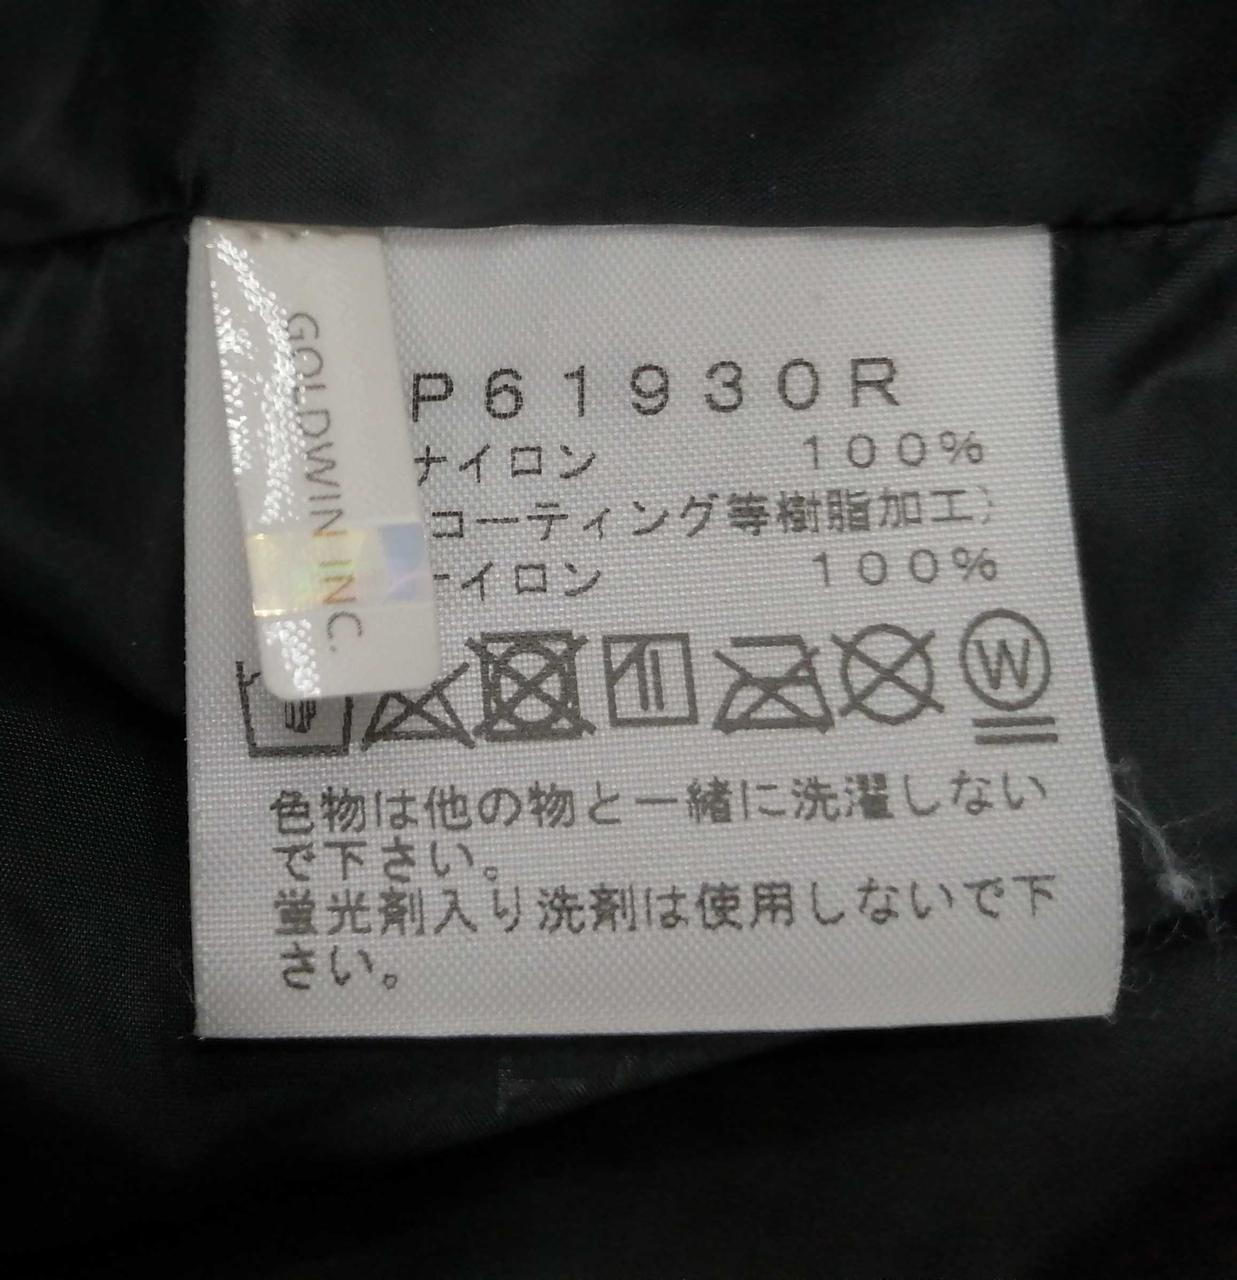 GOLDWIN INC.
P61930R
ナイロン 100%
コーティング等樹脂加工)
イロン 100%
W
色物は他の物と一緒に洗濯しない
で下さい。
蛍光剤入り洗剤は使用しないで下
さい。